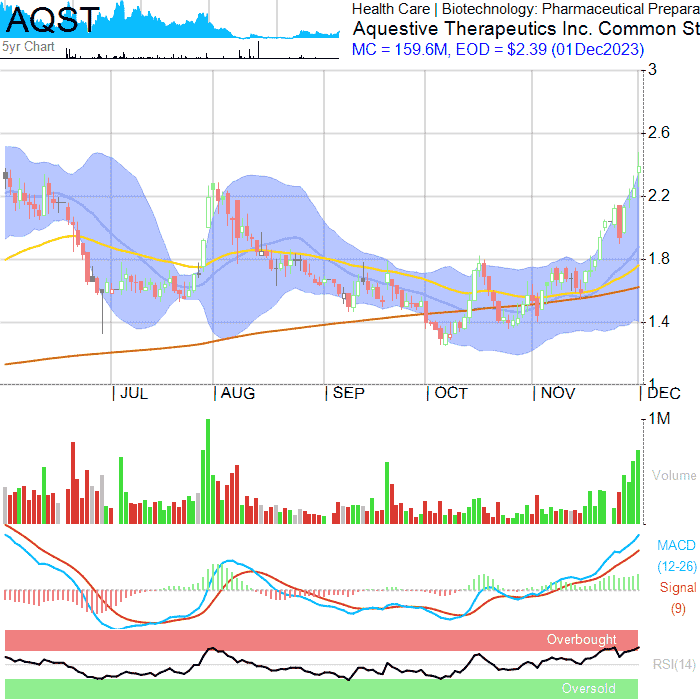 AQST
5yr Chart
Health Care | Biotechnology: Pharmaceutical Prepara
Aquestive Therapeutics Inc. Common St
MC = 159.6M, EOD = $2.39 (01Dec2023)
3
2.6
2.2
1.8
1.4
1
JUL
AUG
SEP
OCT
NOV
DEC
1M
Volume
MACD
(12-26)
Signal
(9)
Overbought
RSI(14)
Oversold